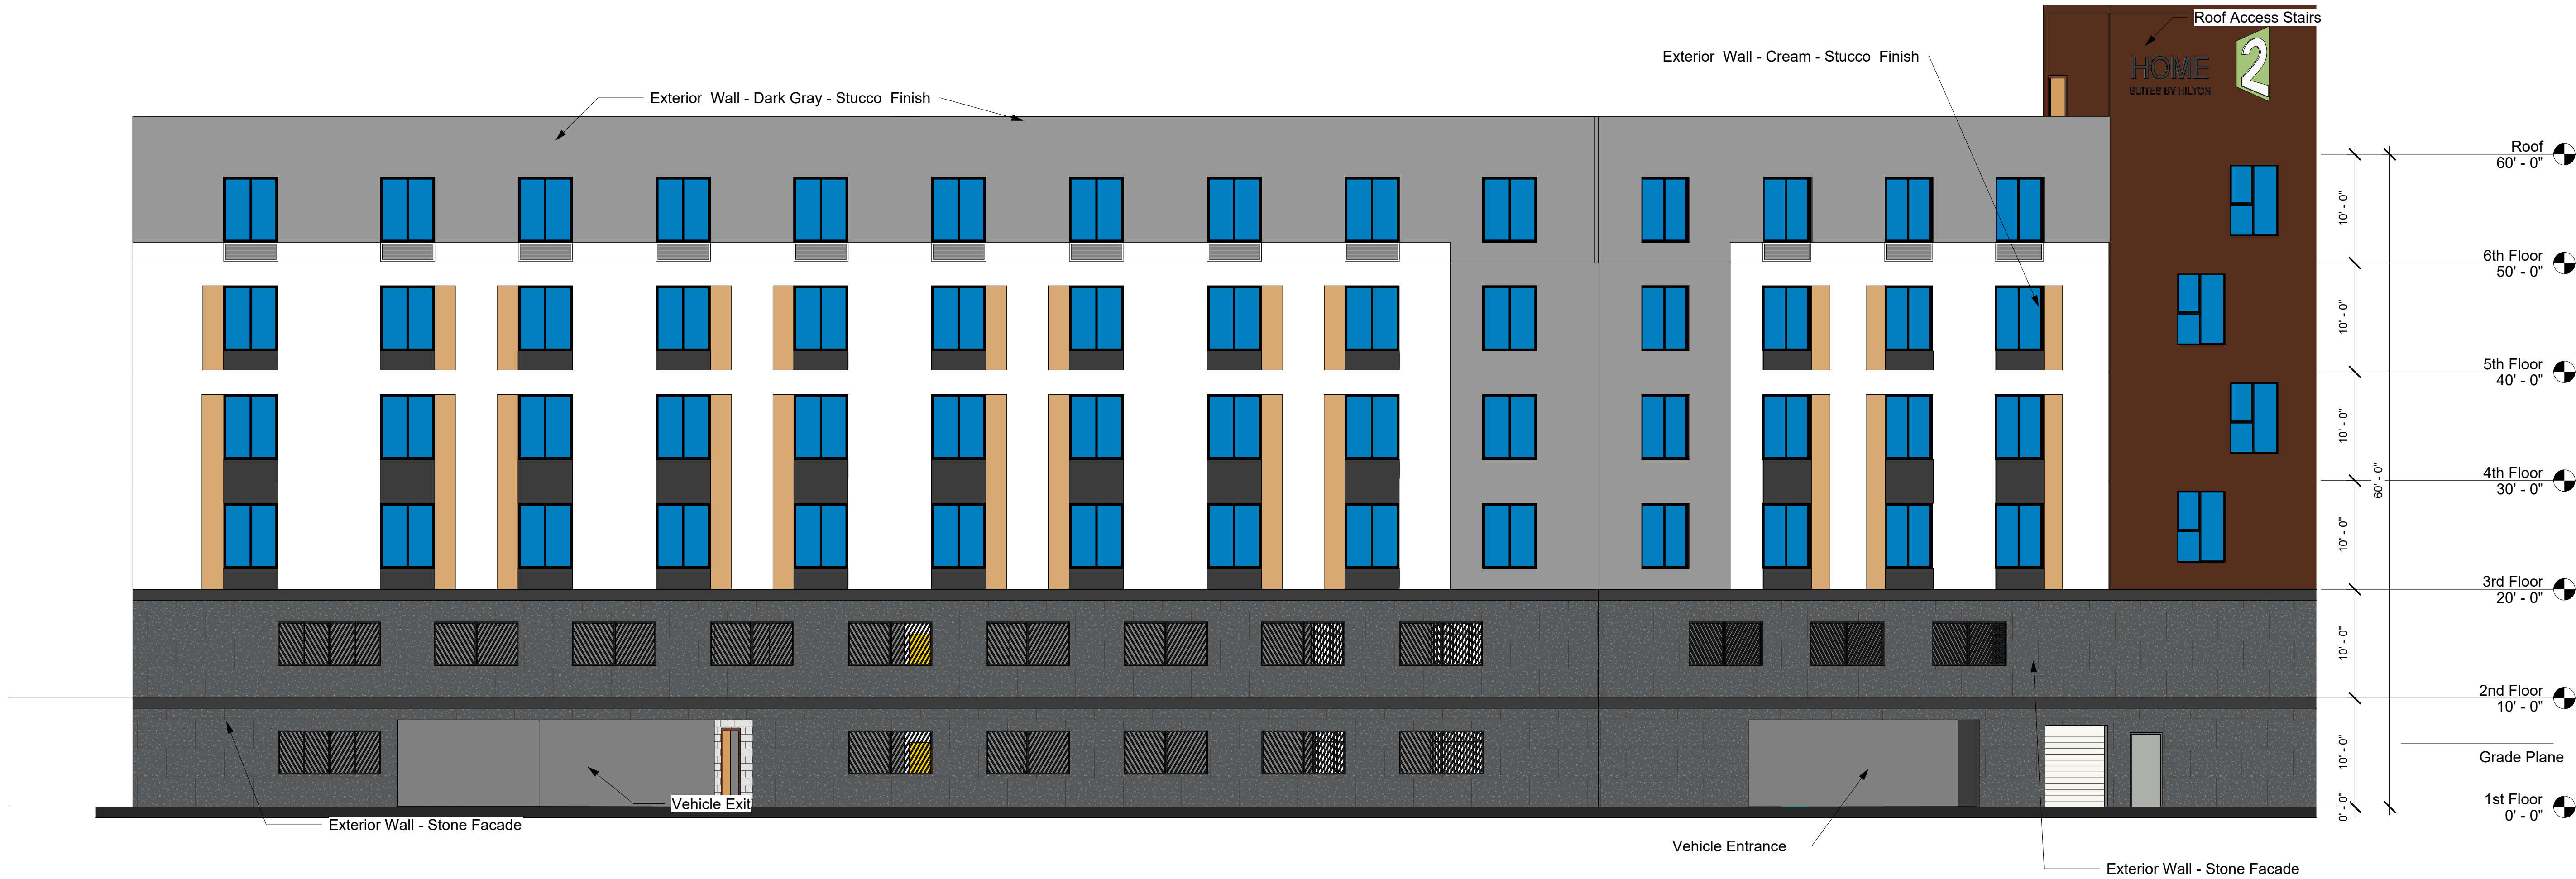 Roof Access Stairs
HOME
2
SUITES BY HILTON
Exterior Wall - Cream - Stucco Finish
Exterior Wall - Dark Gray - Stucco Finish
Roof
60' - 0"
10' - 0"
6th Floor
50' - 0"
10' - 0"
5th Floor
40' - 0"
10' - 0"
4th Floor
30' - 0"
60' - 0"
10' - 0"
3rd Floor
20' - 0"
10' - 0"
2nd Floor
10' - 0"
10' - 0"
Grade Plane
1st Floor
0' - 0"
0' - 0"
Vehicle Exit
Exterior Wall - Stone Facade
Vehicle Entrance
Exterior Wall - Stone Facade